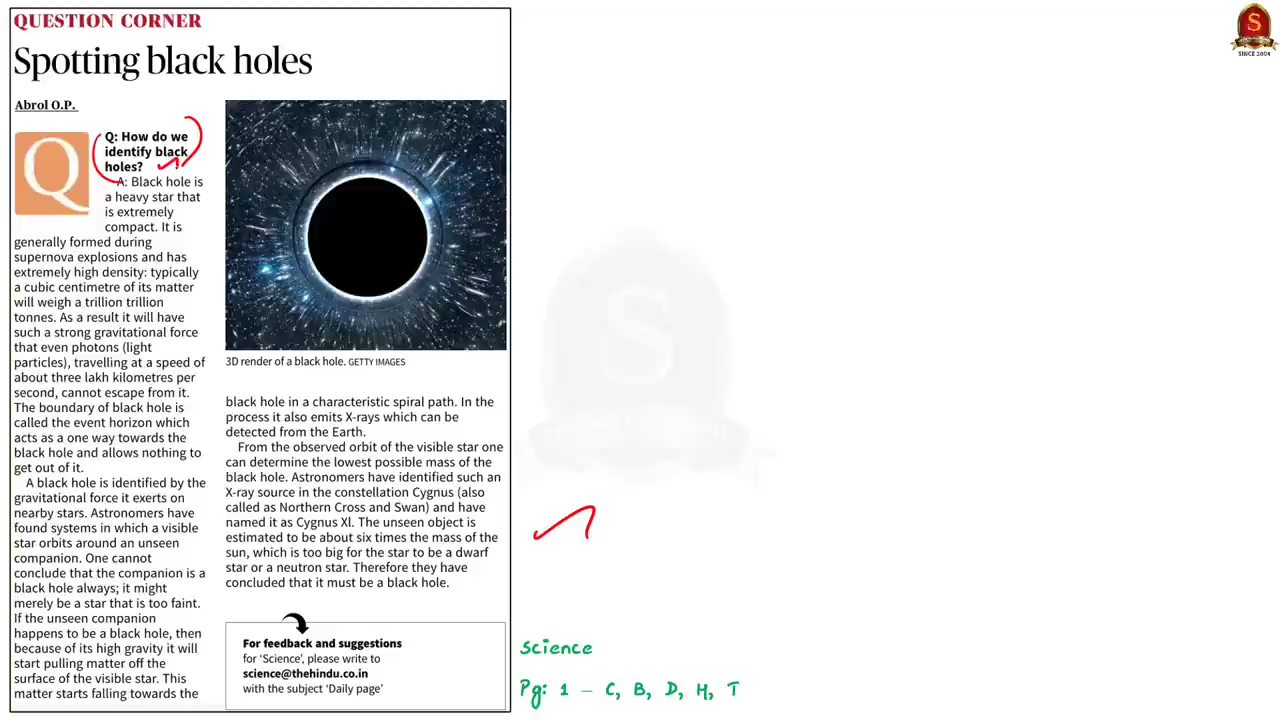 QUESTION CORNER
Spotting black holes
Abrol O.P.
Q
Q: How do we
identify black
holes?
A: Black hole is
a heavy star that
is extremely
compact. It is
generally formed during
supernova explosions and has
extremely high density: typically
a cubic centimetre of its matter
will weigh a trillion trillion
tonnes. As a result it will have
such a strong gravitational force
that even photons (light
particles), travelling at a speed of
about three lakh kilometres per
second, cannot escape from it.
The boundary of black hole is
called the event horizon which
acts as a one way towards the
black hole and allows nothing to
get out of it.
A black hole is identified by the
gravitational force it exerts on
nearby stars. Astronomers have
found systems in which a visible
star orbits around an unseen
companion. One cannot
conclude that the companion is a
black hole always; it might
merely be a star that is too faint.
If the unseen companion
happens to be a black hole, then
because of its high gravity it will
start pulling matter off the
surface of the visible star. This
matter starts falling towards the
3D render of a black hole. GETTY IMAGES
black hole in a characteristic spiral path. In the
process it also emits X-rays which can be
detected from the Earth.
From the observed orbit of the visible star one
can determine the lowest possible mass of the
black hole. Astronomers have identified such an
X-ray source in the constellation Cygnus (also
called as Northern Cross and Swan) and have
named it as Cygnus Xl. The unseen object is
estimated to be about six times the mass of the
sun, which is too big for the star to be a dwarf
star or a neutron star. Therefore they have
concluded that it must be a black hole.
For feedback and suggestions
for ‘Science’, please write to
science@thehindu.co.in
with the subject ‘Daily page’
Science
Pg: 1 – C, B, D, H, T
S
SINCE 2004
S